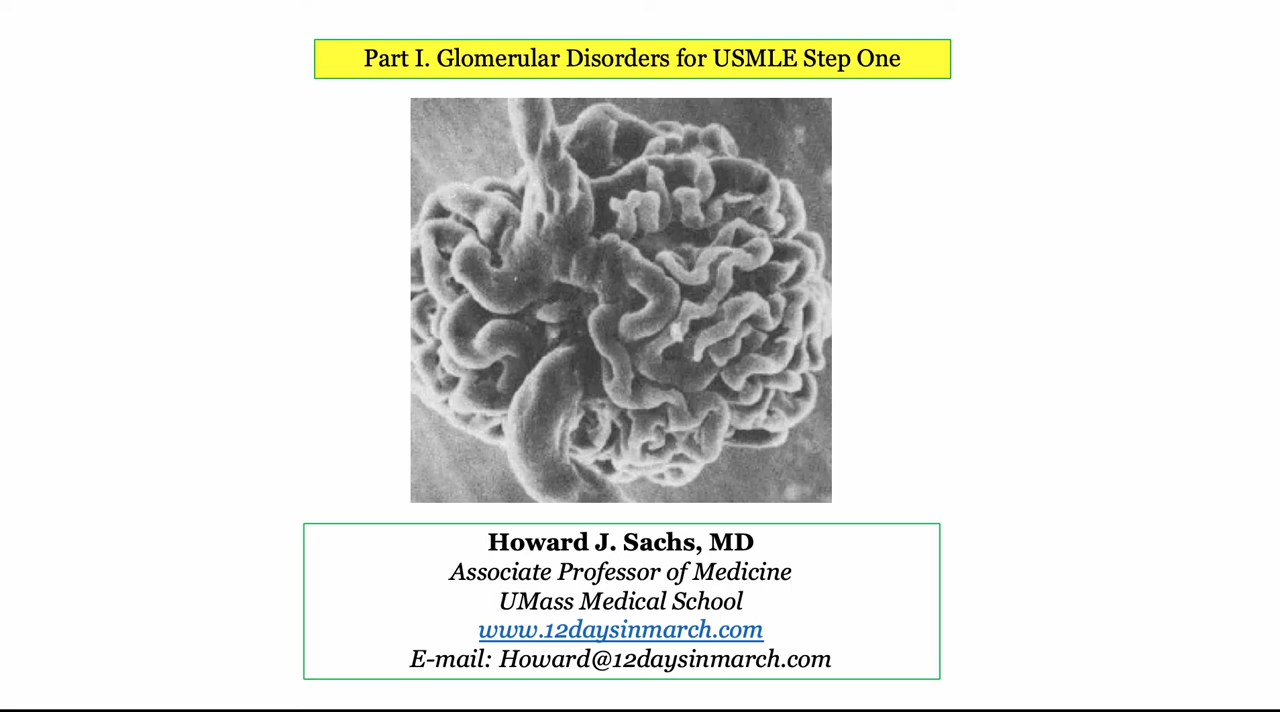 Part I. Glomerular Disorders for USMLE Step One
Howard J. Sachs, MD
Associate Professor of Medicine
UMass Medical School
www.12daysinmarch.com
E-mail: Howard@12daysinmarch.com